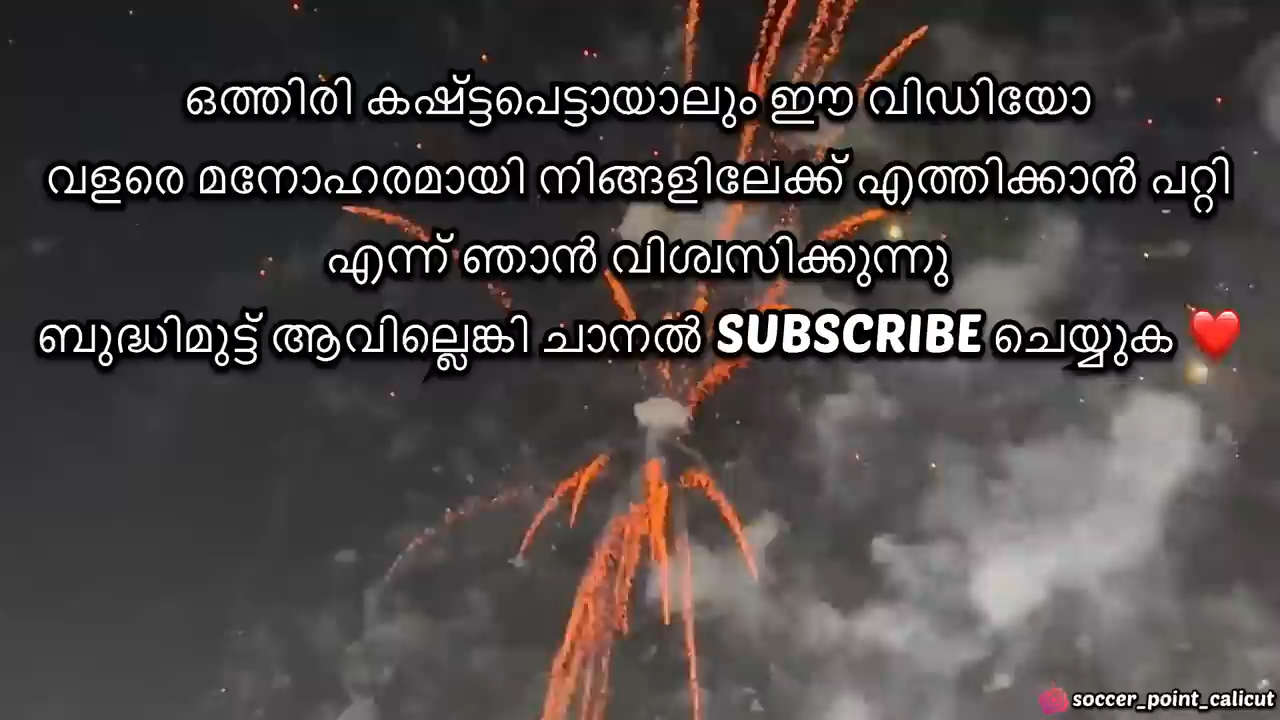 ഒത്തിരി കഷ്ട്ടപെട്ടായാലും ഈ വിഡിയോ
വളരെ മനോഹരമായി നിങ്ങളിലേക്ക് എത്തിക്കാൻ പറ്റി
എന്ന് ഞാൻ വിശ്വസിക്കുന്നു
ബുദ്ധിമുട്ട് ആവില്ലെങ്കി ചാനൽ SUBSCRIBE ചെയ്യുക ❤️
soccer_point_calicut